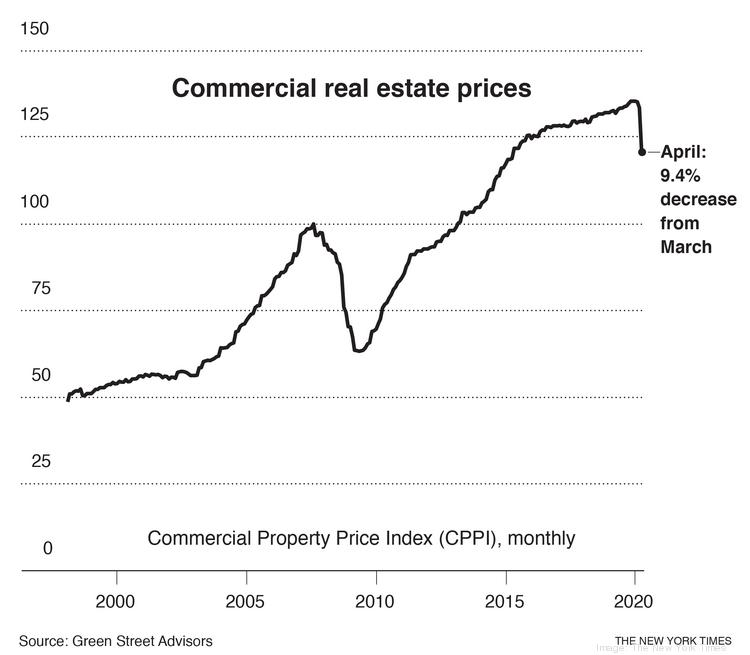 150
Commercial real estate prices
125
April:
9.4%
decrease
from
March
100
75
50
25
Commercial Property Price Index (CPPI), monthly
0
2000 2005 2010 2015 2020
Source: Green Street Advisors
THE NEW YORK TIMES
Image: The New York Times